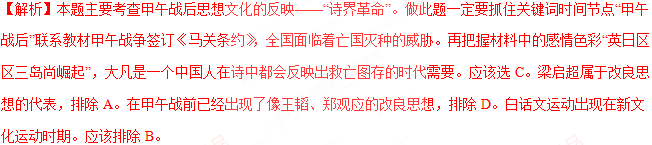 【解析】本题主要考查甲午战后思想文化的反映——“诗界革命”。做此题一定要抓住关键词时间节点“甲
午战后”联系教材甲午战争签订《马关条约》，全国面临着亡国灭种的威胁。再把握材料中的感情色彩“英日区
区三岛尚崛起”，大凡是一个中国人在诗中都会反映出救亡图存的时代需要。应该选 C。梁启超属于改良思
想的代表，排除 A。在甲午战前已经出现了像王韬、郑观应的改良思想，排除 D。白话文运动出现在新文
化运动时期。应该排除 B。